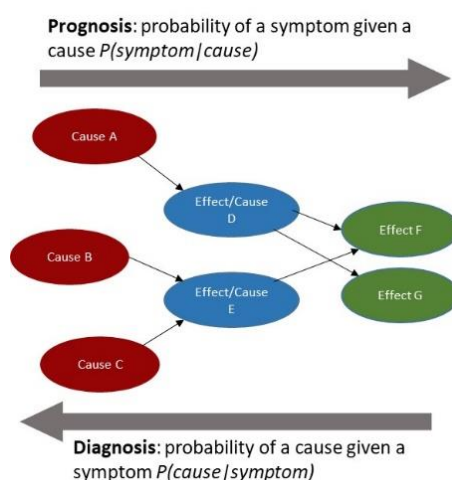 Prognosis: probability of a symptom given a
cause P(symptom|cause)
Cause A
Effect/Cause
D
Effect F
Cause B
Effect/Cause
E
Effect G
Cause C
Diagnosis: probability of a cause given a
symptom P(cause|symptom)